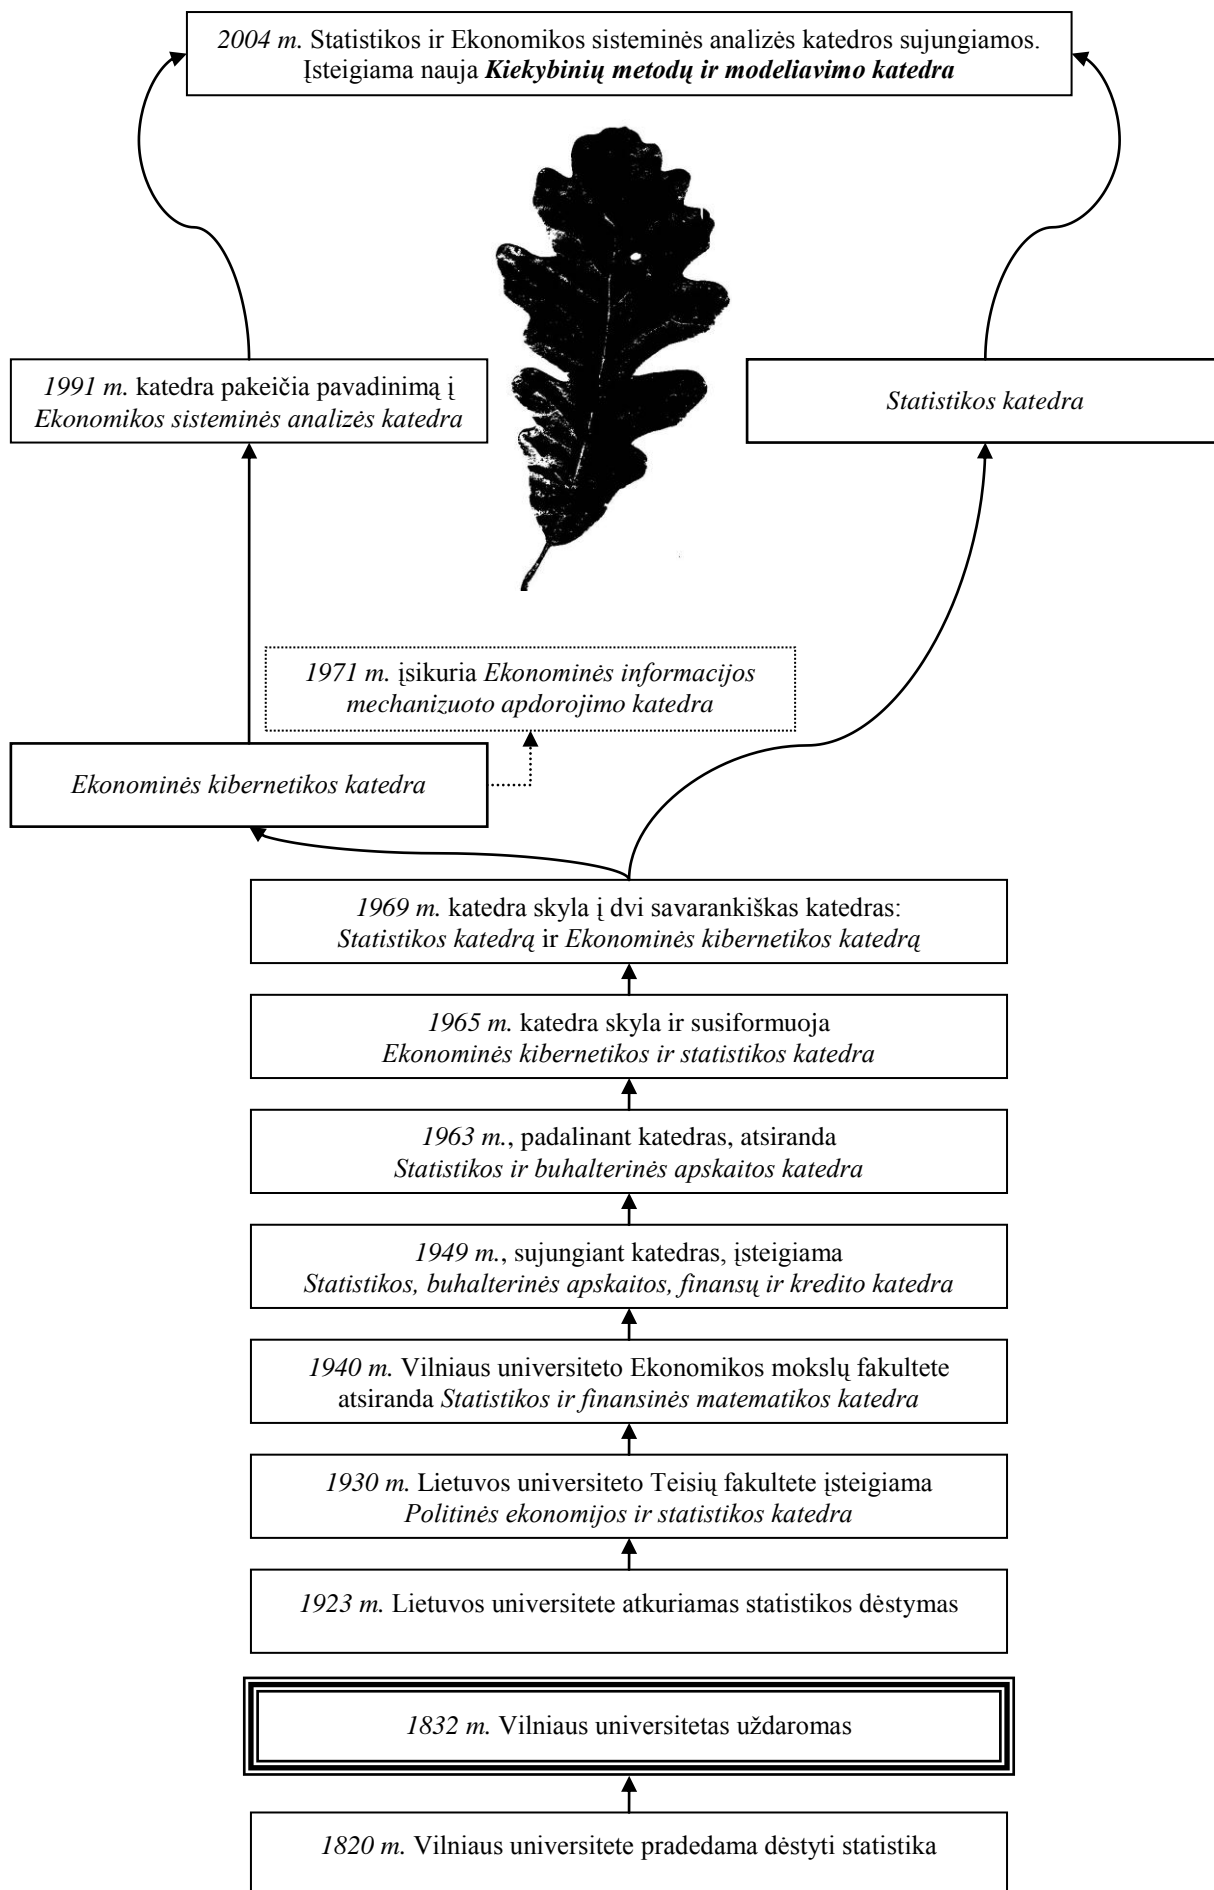 2004 m. Statistikos ir Ekonomikos sisteminės analizės katedros sujungiamos.
Įsteigiama nauja Kiekybinių metodų ir modeliavimo katedra
1991 m. katedra pakeičia pavadinimą į
Ekonomikos sisteminės analizės katedra
Statistikos katedra
1971 m. įsikuria Ekonominės informacijos
mechanizuoto apdorojimo katedra
Ekonominės kibernetikos katedra
1969 m. katedra skyla į dvi savarankiškas katedras:
Statistikos katedrą ir Ekonominės kibernetikos katedrą
1965 m. katedra skyla ir susiformuoja
Ekonominės kibernetikos ir statistikos katedra
1963 m., padalinant katedras, atsiranda
Statistikos ir buhalterinės apskaitos katedra
1949 m., sujungiant katedras, įsteigiama
Statistikos, buhalterinės apskaitos, finansų ir kredito katedra
1940 m. Vilniaus universiteto Ekonomikos mokslų fakultete
atsiranda Statistikos ir finansinės matematikos katedra
1930 m. Lietuvos universiteto Teisių fakultete įsteigiama
Politinės ekonomijos ir statistikos katedra
1923 m. Lietuvos universitete atkuriamas statistikos dėstymas
1832 m. Vilniaus universitetas uždaromas
1820 m. Vilniaus universitete pradedama dėstyti statistika